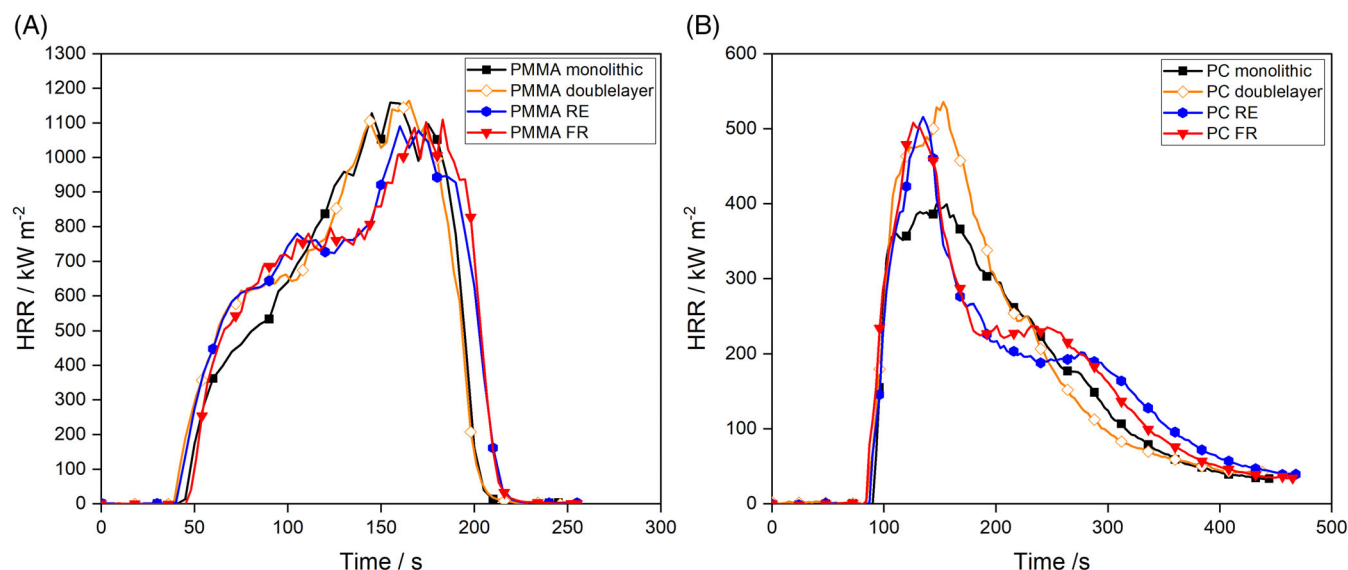 (A)
1300
1200
1100
1000
900
800
700
600
500
400
300
200
100
0
HRR / kW m⁻²
0
50
100
150
200
250
300
Time / s
PMMA monolithic
PMMA doublelayer
PMMA RE
PMMA FR
(B)
600
500
400
300
200
100
0
HRR / kW m⁻²
0
100
200
300
400
500
Time /s
PC monolithic
PC doublelayer
PC RE
PC FR